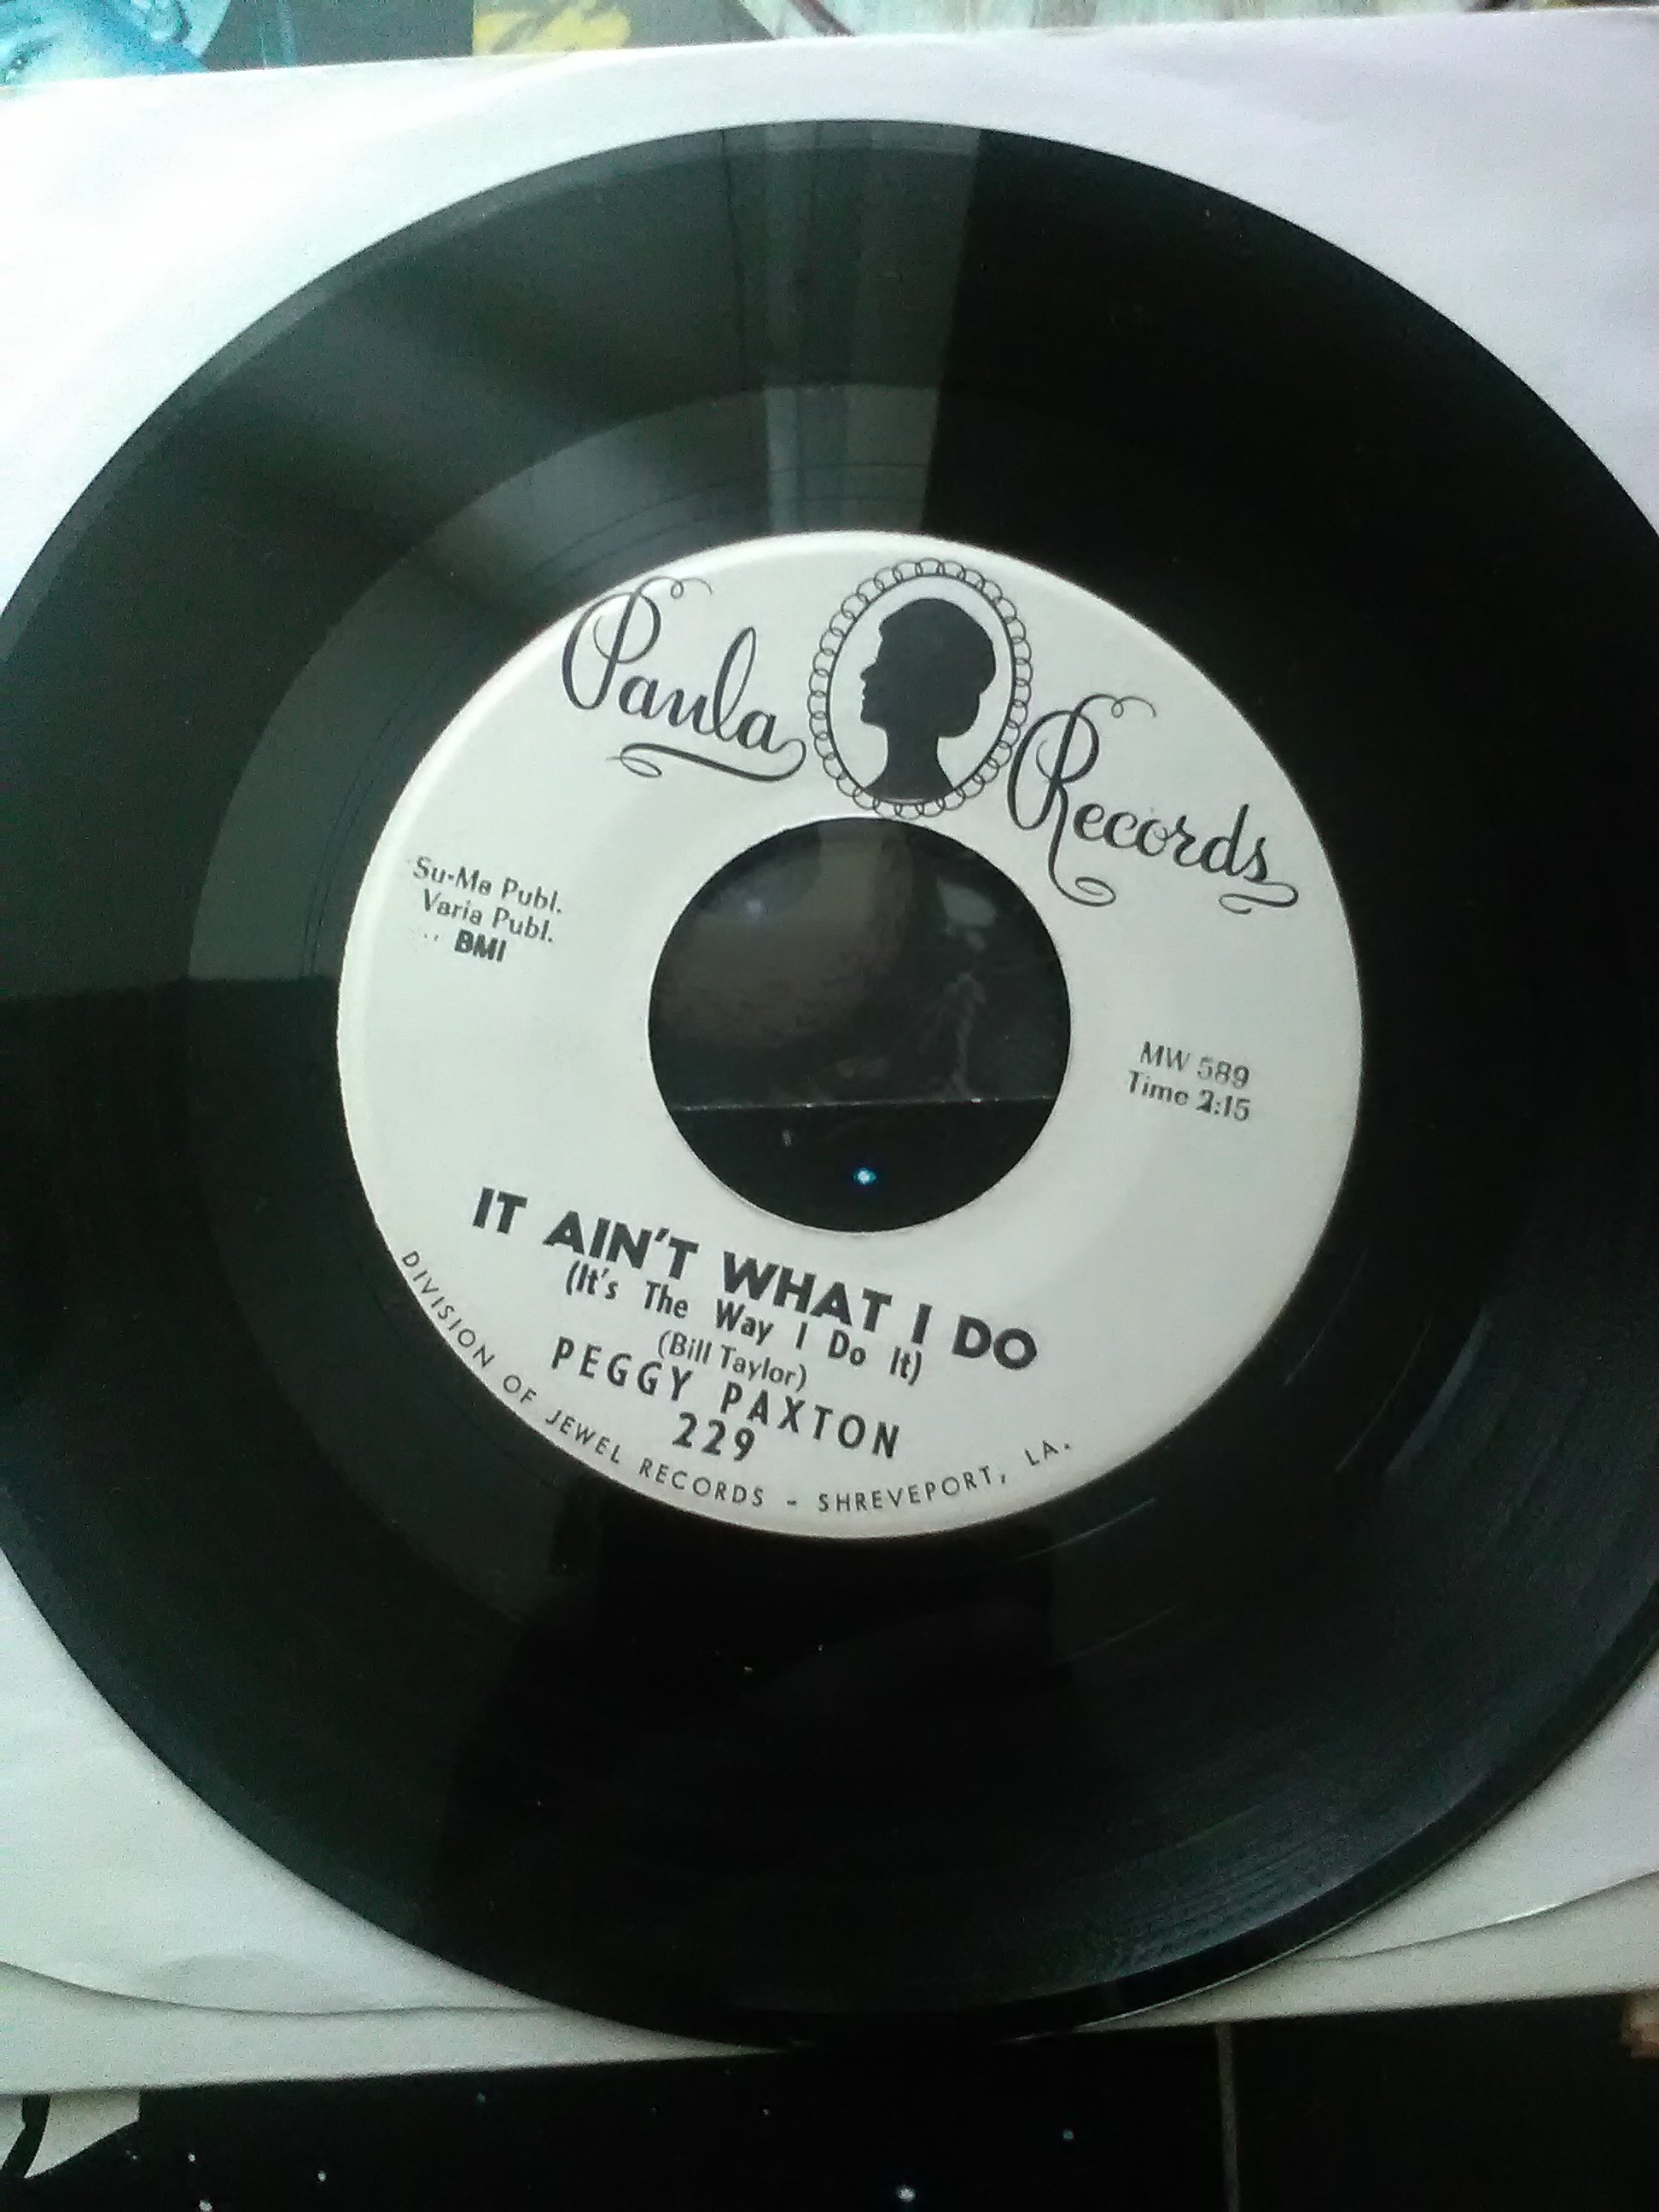 Paula Records
Su-Ma Publ.
Varia Publ.
BMI
MW 589
Time 2:15
IT AIN'T WHAT I DO
(It's The Way I Do It)
(Bill Taylor)
PEGGY PAXTON
229
DIVISION OF JEWEL RECORDS - SHREVEPORT, LA.